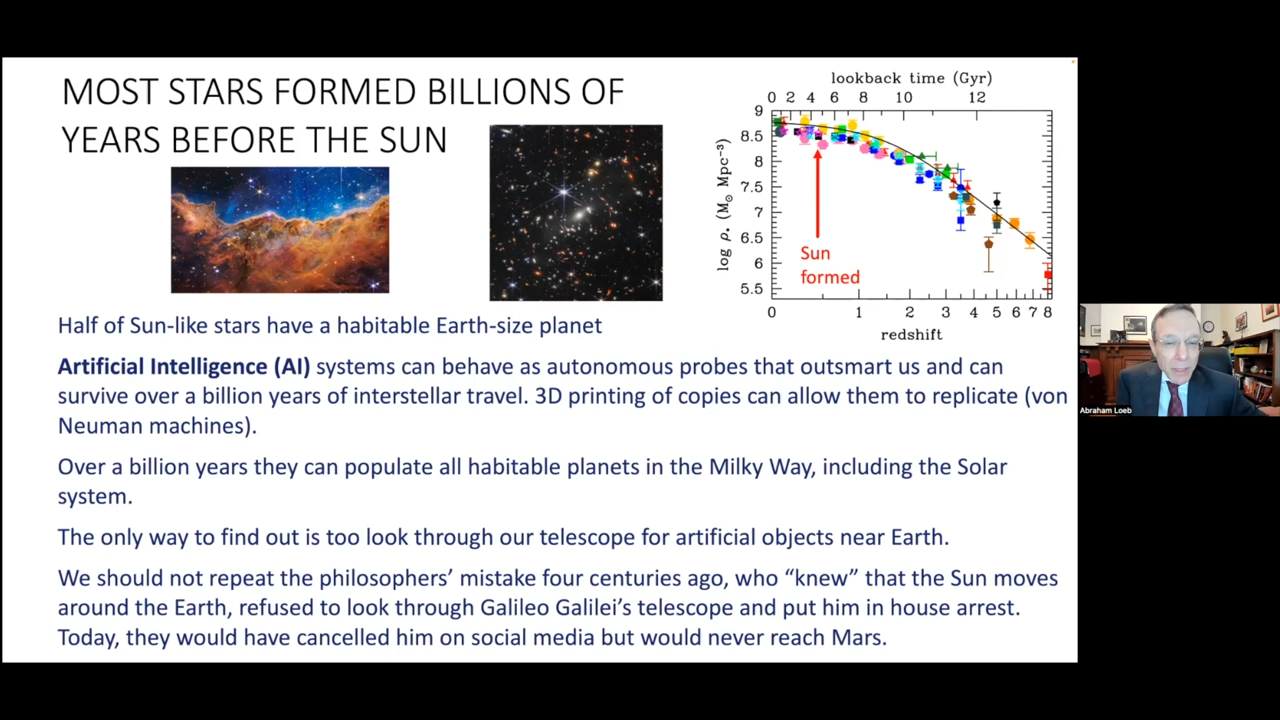 MOST STARS FORMED BILLIONS OF
YEARS BEFORE THE SUN
lookback time (Gyr)
0 2 4 6 8 10 12
9
8.5
8
7.5
7
6.5
6
5.5
log ρ* (M⊙ Mpc⁻³)
Sun
formed
0 1 2 3 4 5 6 7 8
redshift
Half of Sun-like stars have a habitable Earth-size planet
Artificial Intelligence (AI) systems can behave as autonomous probes that outsmart us and can
survive over a billion years of interstellar travel. 3D printing of copies can allow them to replicate (von
Neuman machines).
Over a billion years they can populate all habitable planets in the Milky Way, including the Solar
system.
The only way to find out is too look through our telescope for artificial objects near Earth.
We should not repeat the philosophers’ mistake four centuries ago, who “knew” that the Sun moves
around the Earth, refused to look through Galileo Galilei’s telescope and put him in house arrest.
Today, they would have cancelled him on social media but would never reach Mars.
Abraham Loeb